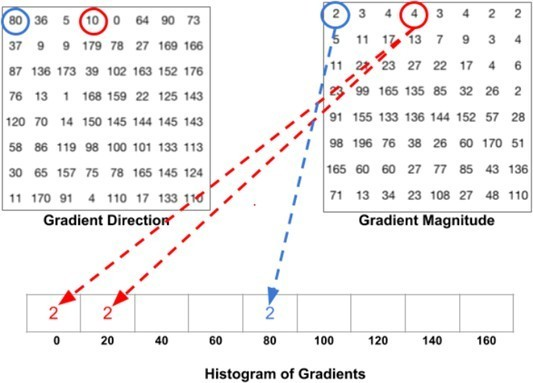 80 36 5 10 0 64 90 73
37 9 9 179 78 27 169 166
87 136 173 39 102 163 152 176
76 13 1 168 159 22 125 143
120 70 14 150 145 144 145 143
58 86 119 98 100 101 133 113
30 65 157 75 78 165 145 124
11 170 91 4 110 17 133 110
Gradient Direction
2 3 4 4 3 4 2 2
5 11 17 13 7 9 3 4
11 21 23 27 22 17 4 6
23 99 165 135 85 32 26 2
91 155 133 136 144 152 57 28
98 196 76 38 26 60 170 51
165 60 60 27 77 85 43 136
71 13 34 23 108 27 48 110
Gradient Magnitude
2 2 2
0 20 40 60 80 100 120 140 160
Histogram of Gradients